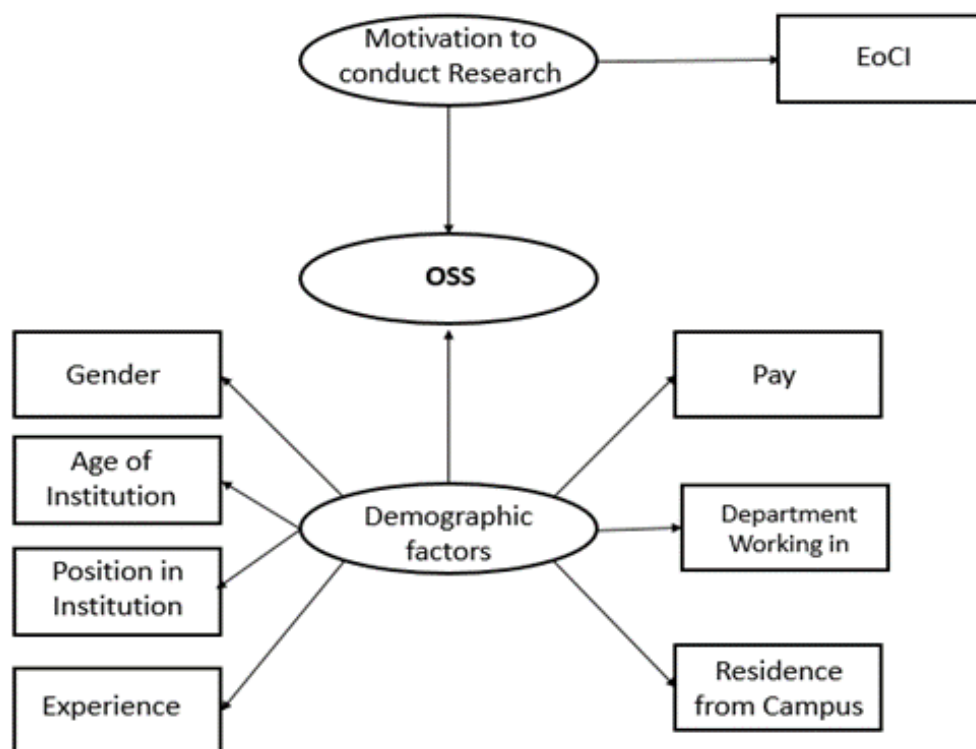 Motivation to
conduct Research
EoCI
OSS
Gender
Pay
Age of
Institution
Demographic
factors
Department
Working in
Position in
Institution
Experience
Residence
from Campus